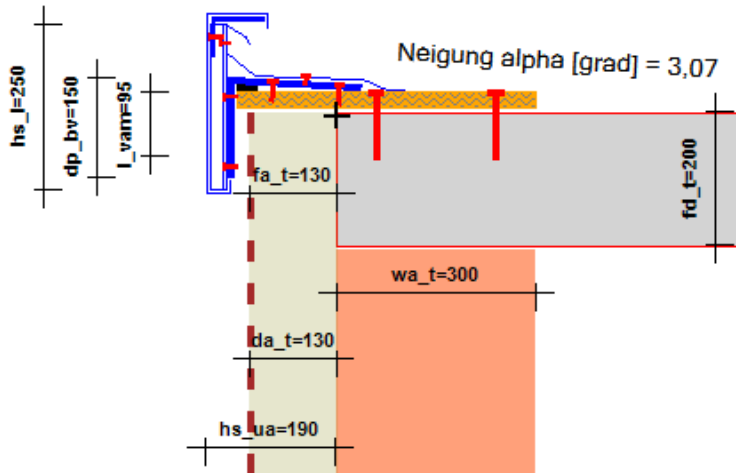 Neigung alpha [grad] = 3,07
hs_l=250
dp_bv=150
l_vam=95
fa_t=130
fd_t=200
wa_t=300
da_t=130
hs_ua=190